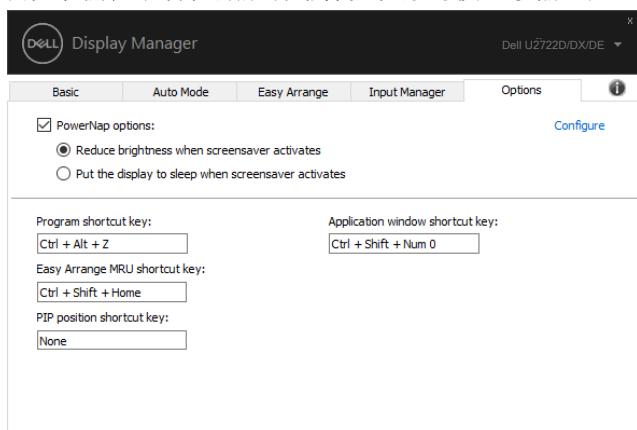 DELL Display Manager
Dell U2722D/DX/DE
x
Basic Auto Mode Easy Arrange Input Manager Options
PowerNap options: Configure
Reduce brightness when screensaver activates
Put the display to sleep when screensaver activates
Program shortcut key: Application window shortcut key:
Ctrl + Alt + Z Ctrl + Shift + Num 0
Easy Arrange MRU shortcut key:
Ctrl + Shift + Home
PIP position shortcut key:
None